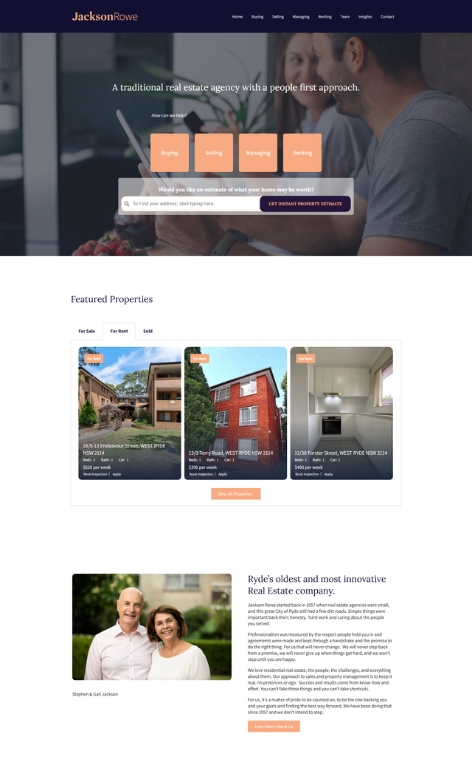 JacksonRowe
Home Buying Selling Managing Renting Team Insights Contact
A traditional real estate agency with a people first approach.
How can we help?
Buying Selling Managing Renting
Would you like an estimate of what your home may be worth?
To Find your address, start typing here...
GET INSTANT PROPERTY ESTIMATE
Featured Properties
For Sale For Rent Sold
For Rent
For Rent
For Rent
Endeavour Street, WEST RYDE
NSW 2114
Beds: Bath: 1 Car: 1
$520 per week
Book Inspection | Apply
Terry Road, WEST RYDE
NSW 2114
Beds: Bath: 1 Car: 1
per week
Book Inspection | Apply
Forster Street, WEST RYDE
NSW 2114
Beds: Bath: 1 Car: 1
per week
Book Inspection | Apply
View All Properties
Ryde's oldest and most innovative
Real Estate company.
Jackson Rowe started back in 1957 when real estate agencies were small,
and this great City of Ryde still had a few dirt roads. Simple things were
important back then; honesty, hard work and caring about the people
you served.
Professionalism was measured by the respect people held you in and
agreements were made and kept through a handshake and the promise to
do the right thing. For us that will never change. We will never step back
from a promise, we will never give up when things get hard, and we won't
stop until you are happy.
We love residential real estate, the people, the challenges, and everything
about them. Our approach to sales and property management is to keep it
real, no pretences or ego. Success and results come from know how and
effort. You can't fake these things and you can't take shortcuts.
For us, it's a matter of pride to be counted on, to be the one backing you
and your goals and finding the best way forward. We have been doing that
since 1957 and we don't intend to stop.
Learn More About Us
Stephen & Gail Jackson